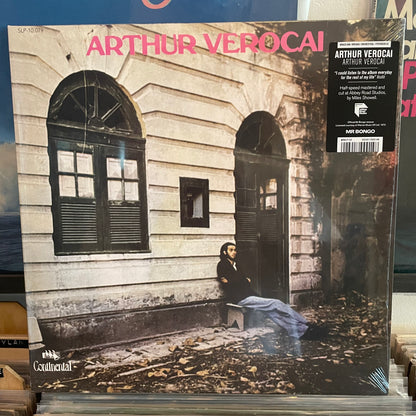 SLP-10.079
ARTHUR VEROCAI
ARTHUR VEROCAI
ARTHUR VEROCAI
"I could listen to the album everyday
for the rest of my life"
Half-speed mastered and
cut at Abbey Road Studios,
by Miles Showell.
MR BONGO
Continental